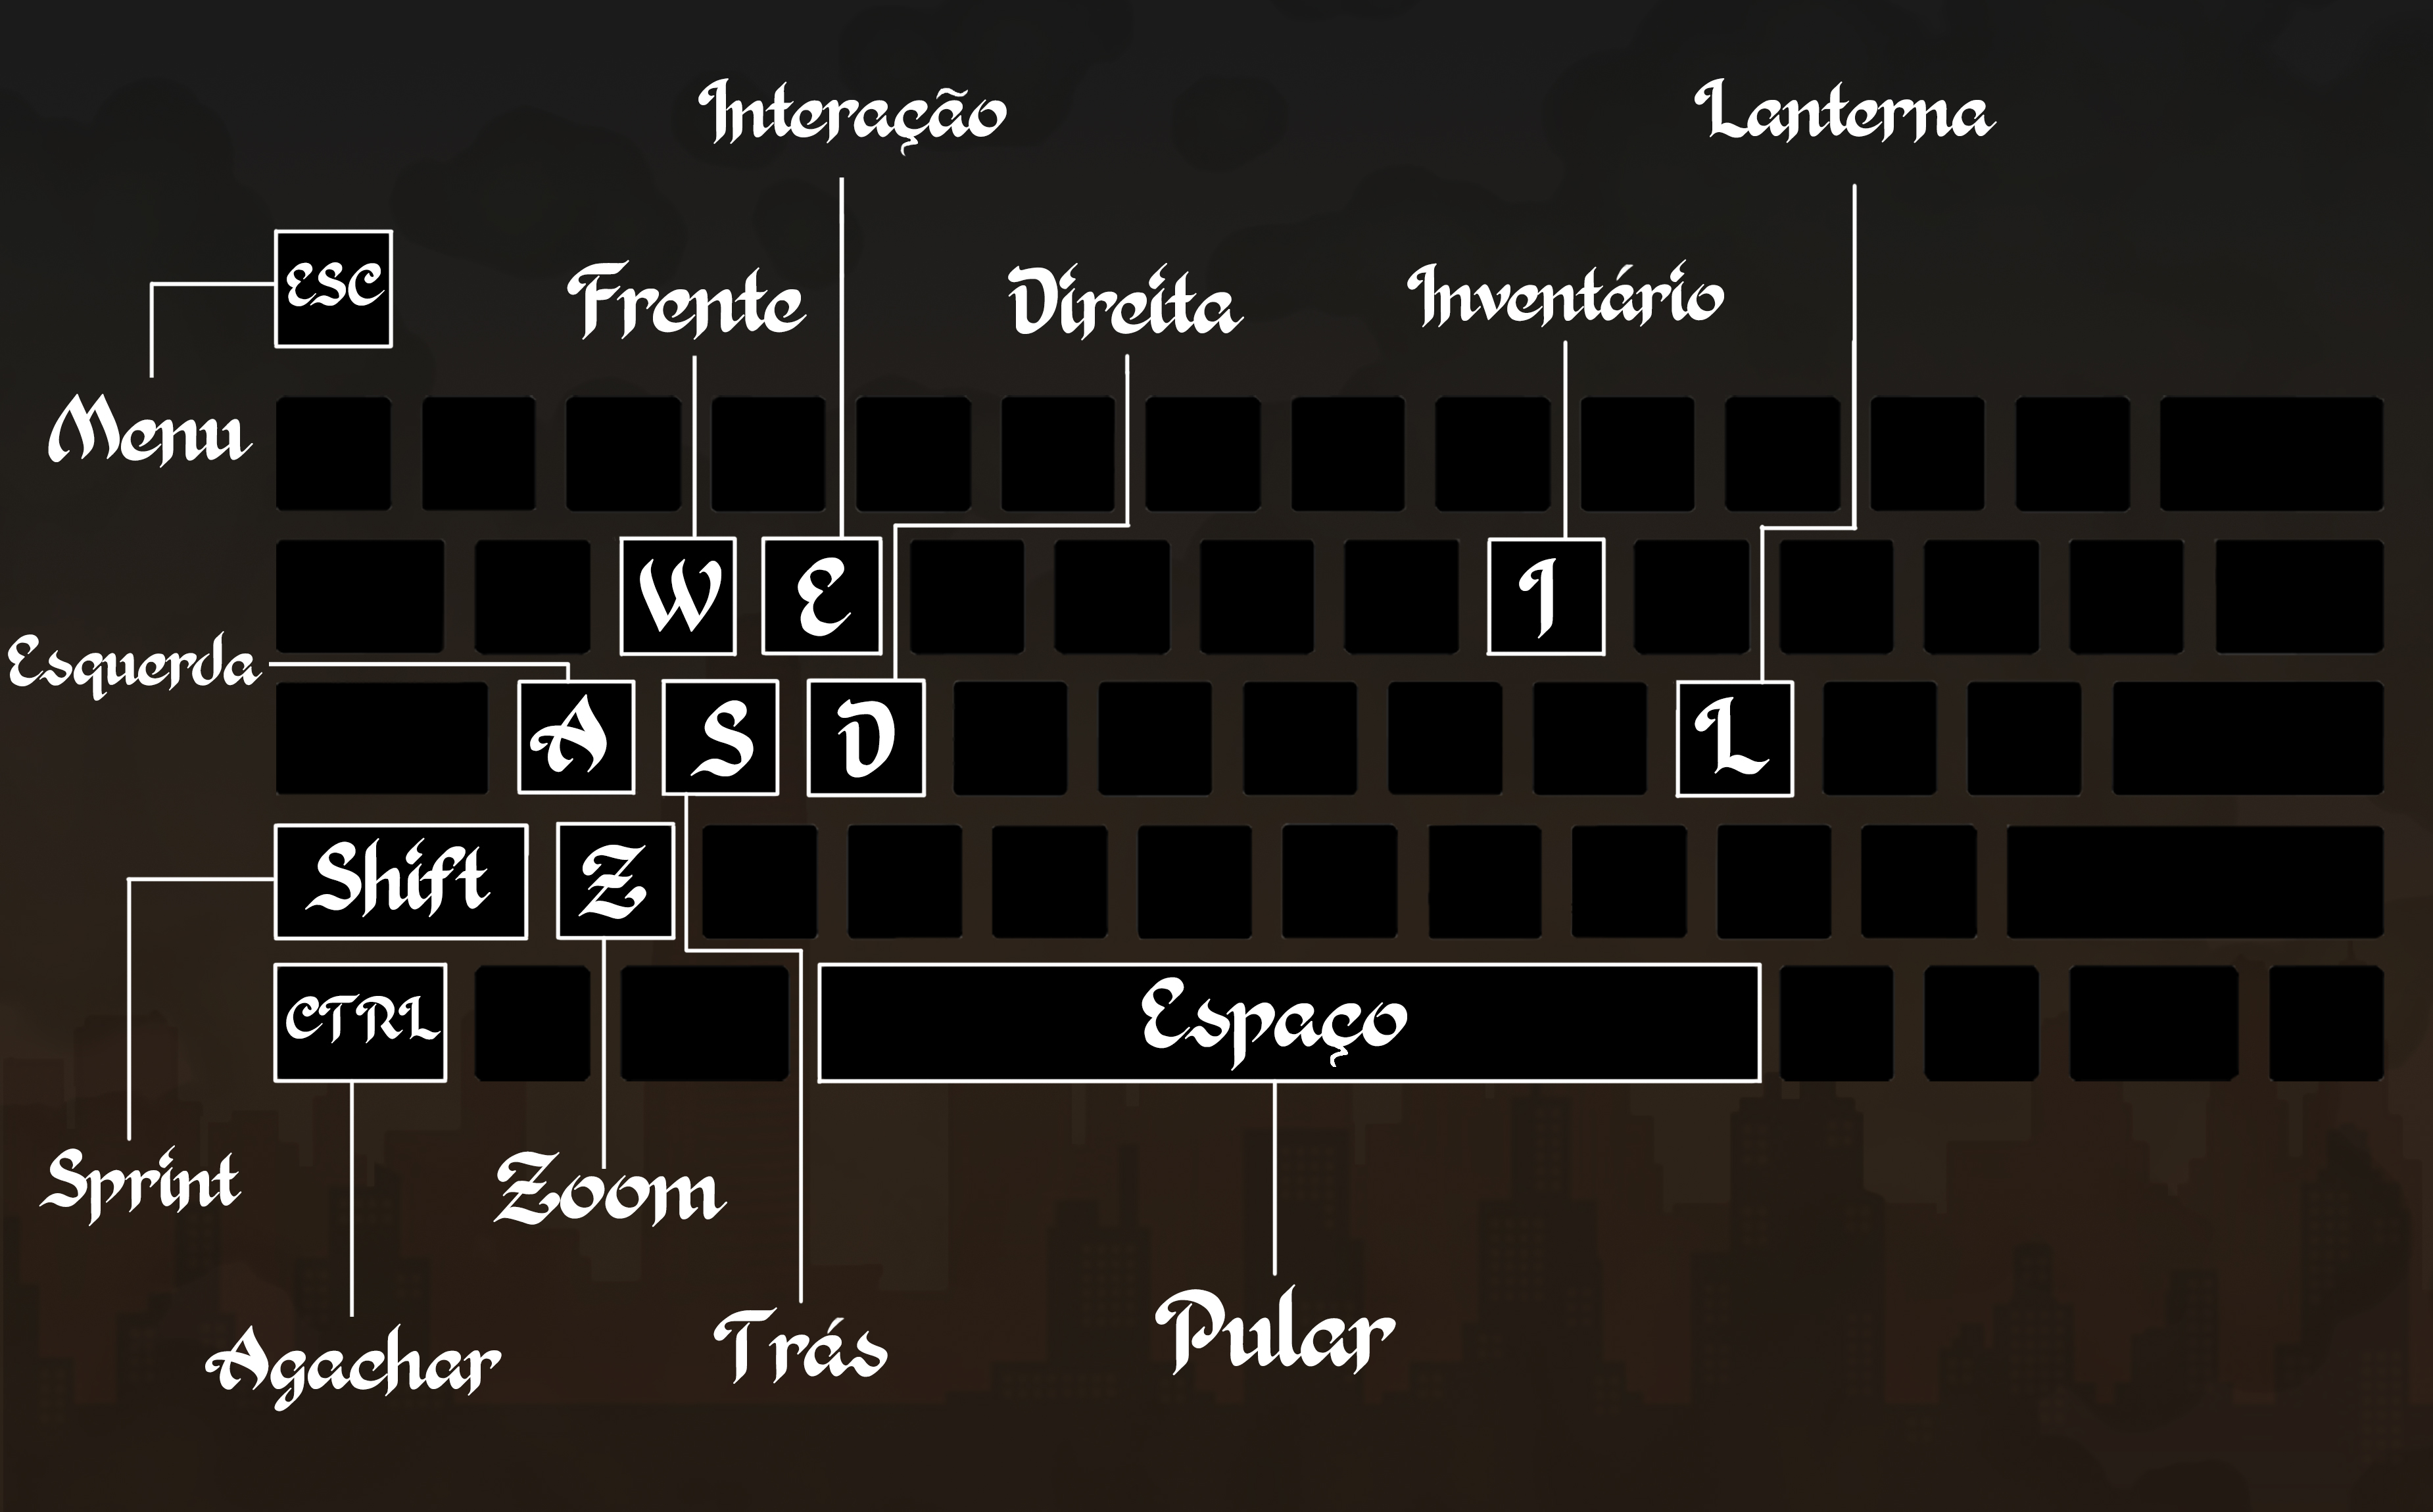 Interação
Lanterna
ESC
Frente
Direita
Inventário
Menu
W
E
I
Esquerda
A
S
D
L
Shift
Z
CTRL
Espaço
Sprint
Zoom
Agachar
Trás
Pular